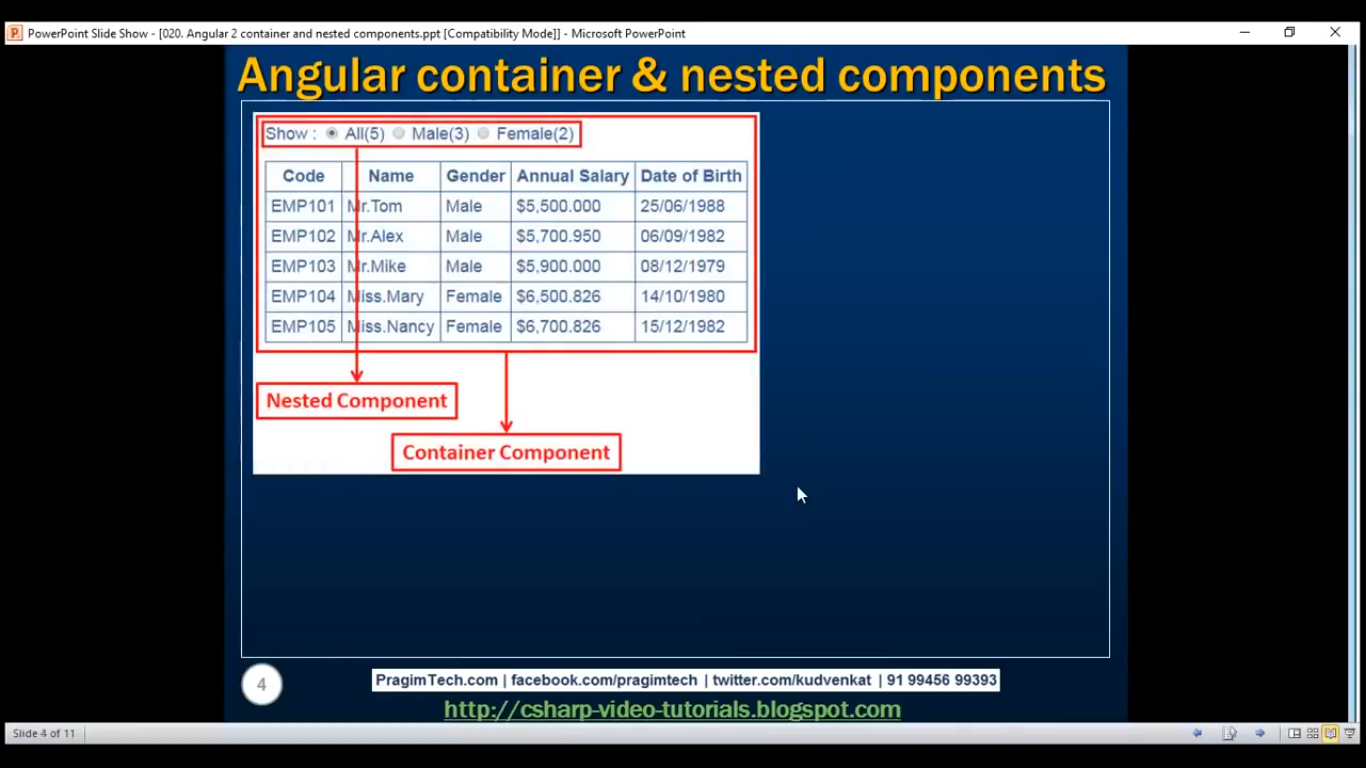 PowerPoint Slide Show - [020. Angular 2 container and nested components.ppt [Compatibility Mode]] - Microsoft PowerPoint
Angular container & nested components
Show : All(5) Male(3) Female(2)
Code Name Gender Annual Salary Date of Birth
EMP101 Mr.Tom Male $5,500.000 25/06/1988
EMP102 Mr.Alex Male $5,700.950 06/09/1982
EMP103 Mr.Mike Male $5,900.000 08/12/1979
EMP104 Miss.Mary Female $6,500.826 14/10/1980
EMP105 Miss.Nancy Female $6,700.826 15/12/1982
Nested Component
Container Component
4
PragimTech.com | facebook.com/pragimtech | twitter.com/kudvenkat | 91 99456 99393
http://csharp-video-tutorials.blogspot.com
Slide 4 of 11